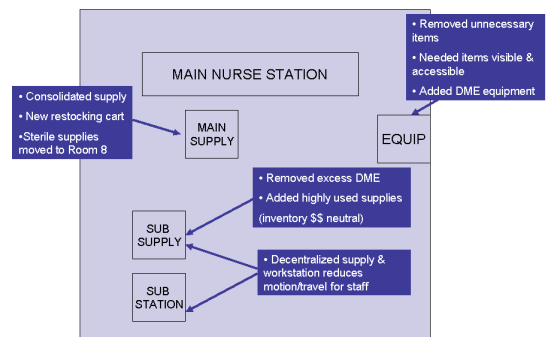 • Removed unnecessary
items
• Needed items visible &
accessible
• Added DME equipment
MAIN NURSE STATION
• Consolidated supply
• New restocking cart
•Sterile supplies
moved to Room 8
MAIN
SUPPLY
EQUIP
• Removed excess DME
• Added highly used supplies
(inventory $$ neutral)
SUB
SUPPLY
• Decentralized supply &
workstation reduces
motion/travel for staff
SUB
STATION